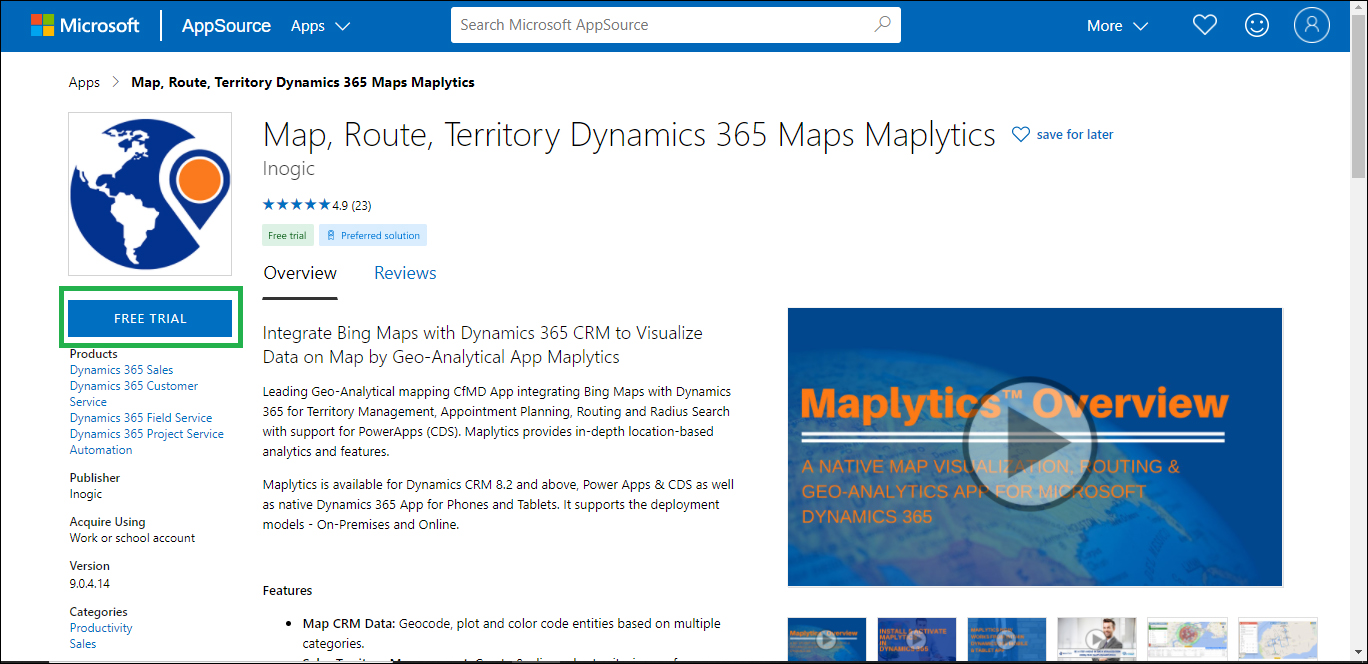 Microsoft AppSource Apps Search Microsoft AppSource More
Apps > Map, Route, Territory Dynamics 365 Maps Maplytics
Map, Route, Territory Dynamics 365 Maps Maplytics save for later
Inogic
4.9 (23)
Free trial Preferred solution
Overview Reviews
FREE TRIAL
Products
Dynamics 365 Sales
Dynamics 365 Customer
Service
Dynamics 365 Field Service
Dynamics 365 Project Service
Automation
Publisher
Inogic
Acquire Using
Work or school account
Version
9.0.4.14
Categories
Productivity
Sales
Integrate Bing Maps with Dynamics 365 CRM to Visualize
Data on Map by Geo-Analytical App Maplytics
Leading Geo-Analytical mapping CfMD App integrating Bing Maps with Dynamics
365 for Territory Management, Appointment Planning, Routing and Radius Search
with support for PowerApps (CDS). Maplytics provides in-depth location-based
analytics and features.
Maplytics is available for Dynamics CRM 8.2 and above, Power Apps & CDS as well
as native Dynamics 365 App for Phones and Tablets. It supports the deployment
models - On-Premises and Online.
Features
• Map CRM Data: Geocode, plot and color code entities based on multiple
categories.
Maplytics™ Overview
A NATIVE MAP VISUALIZATION, ROUTING &
GEO-ANALYTICS APP FOR MICROSOFT
DYNAMICS 365
Maplytics Overview